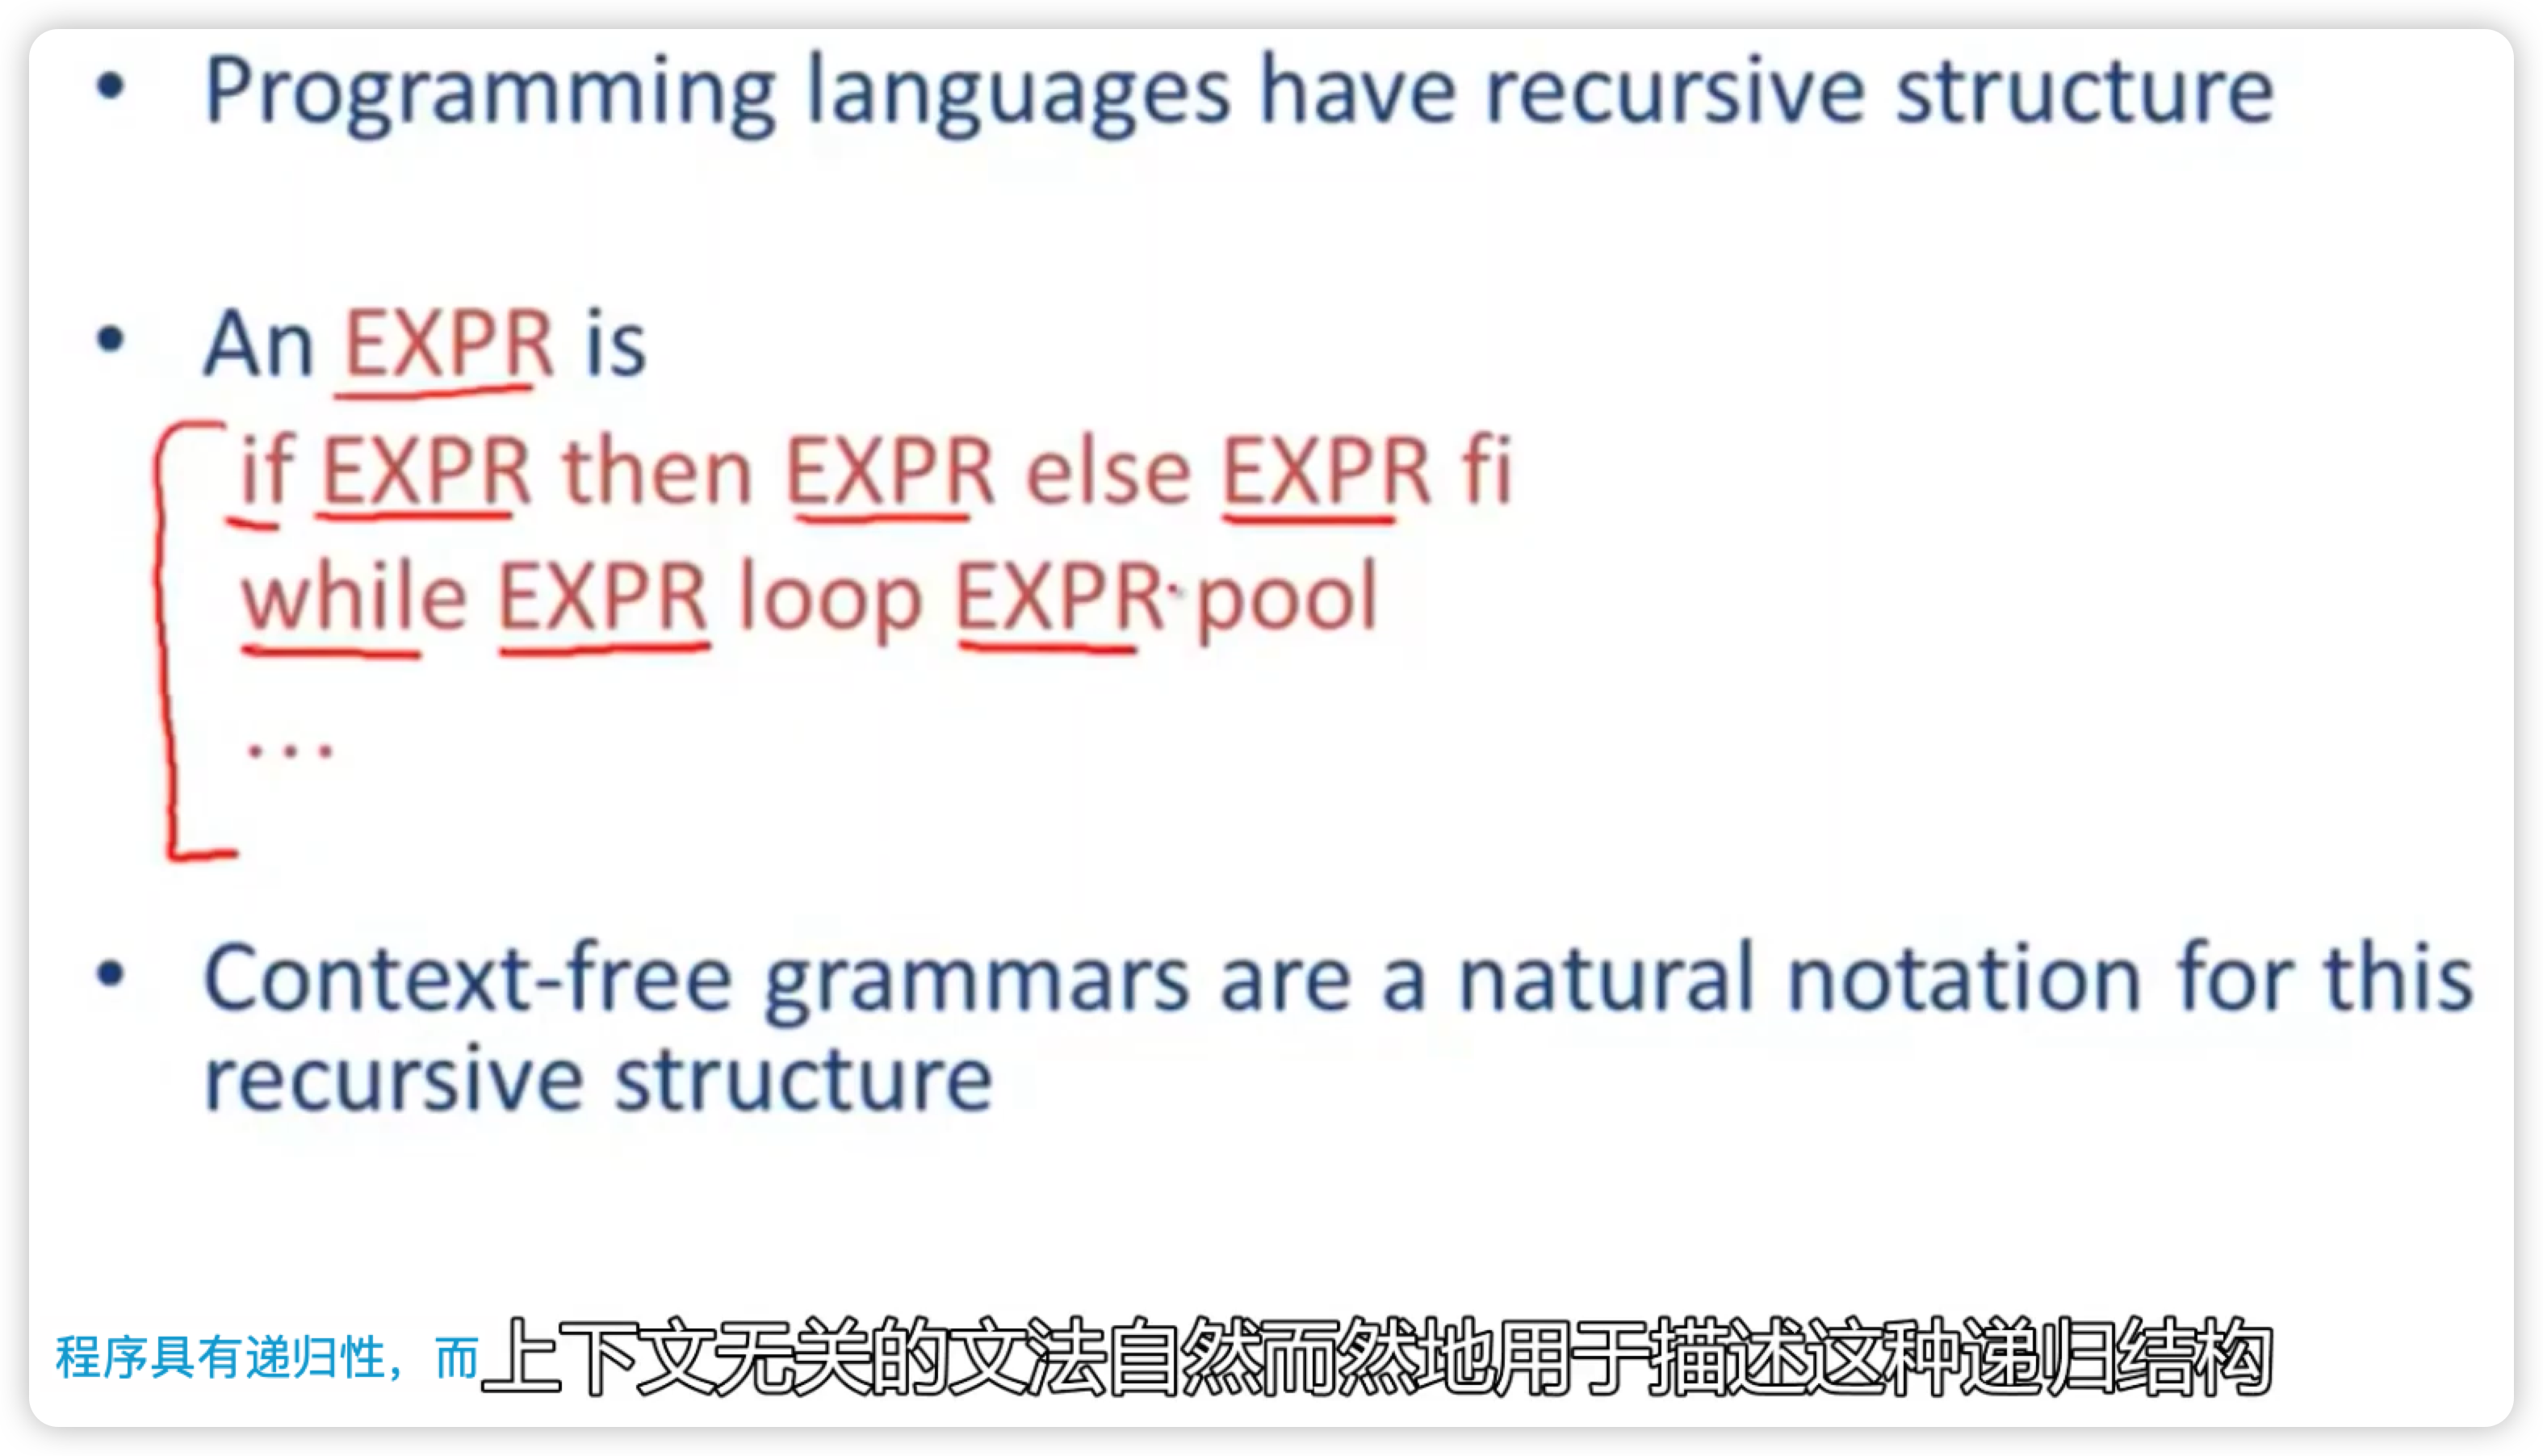 • Programming languages have recursive structure
• An EXPR is
if EXPR then EXPR else EXPR fi
while EXPR loop EXPR pool
...
• Context-free grammars are a natural notation for this
recursive structure
程序具有递归性，而上下文无关的文法自然而然地用于描述这种递归结构